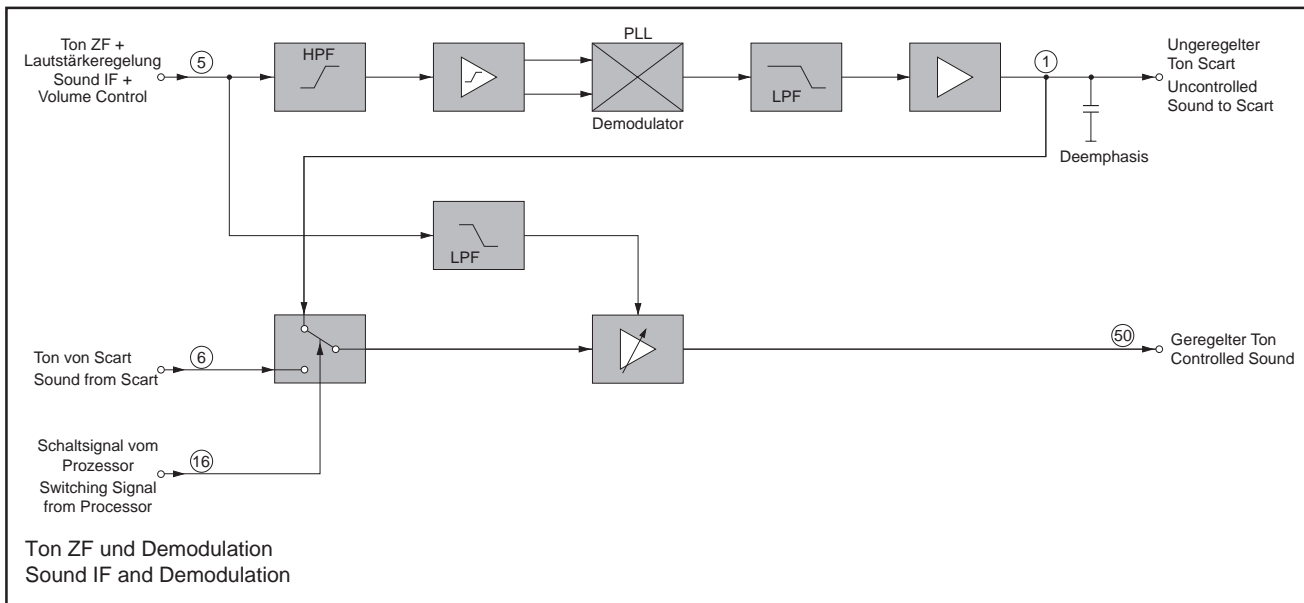 Ton ZF +
Lautstärkeregelung
Sound IF +
Volume Control
5
HPF
PLL
Demodulator
LPF
1
Ungeregelter
Ton Scart
Uncontrolled
Sound to Scart
Deemphasis
LPF
Ton von Scart
Sound from Scart
6
50
Geregelter Ton
Controlled Sound
Schaltsignal vom
Prozessor
Switching Signal
from Processor
16
Ton ZF und Demodulation
Sound IF and Demodulation